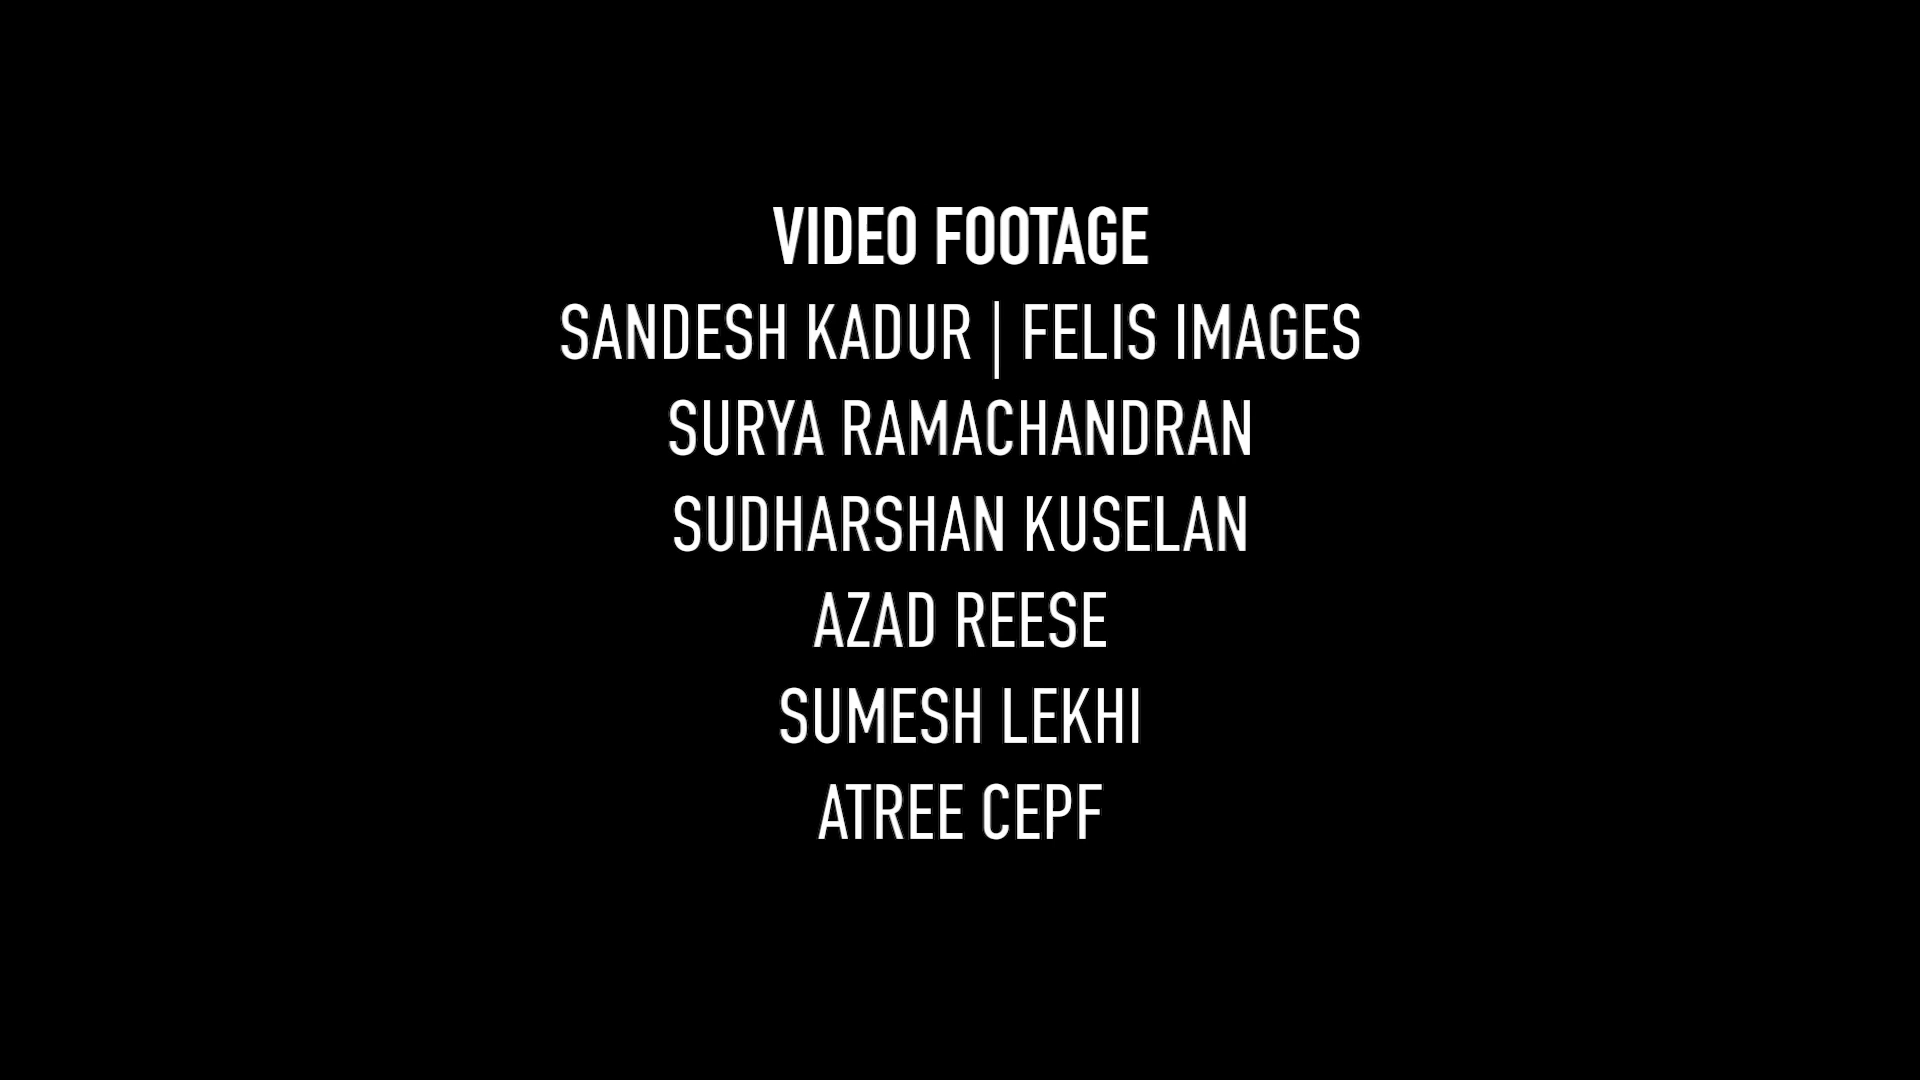 VIDEO FOOTAGE
SANDESH KADUR | FELIS IMAGES
SURYA RAMACHANDRAN
SUDHARSHAN KUSELAN
AZAD REESE
SUMESH LEKHI
ATREE CEPF